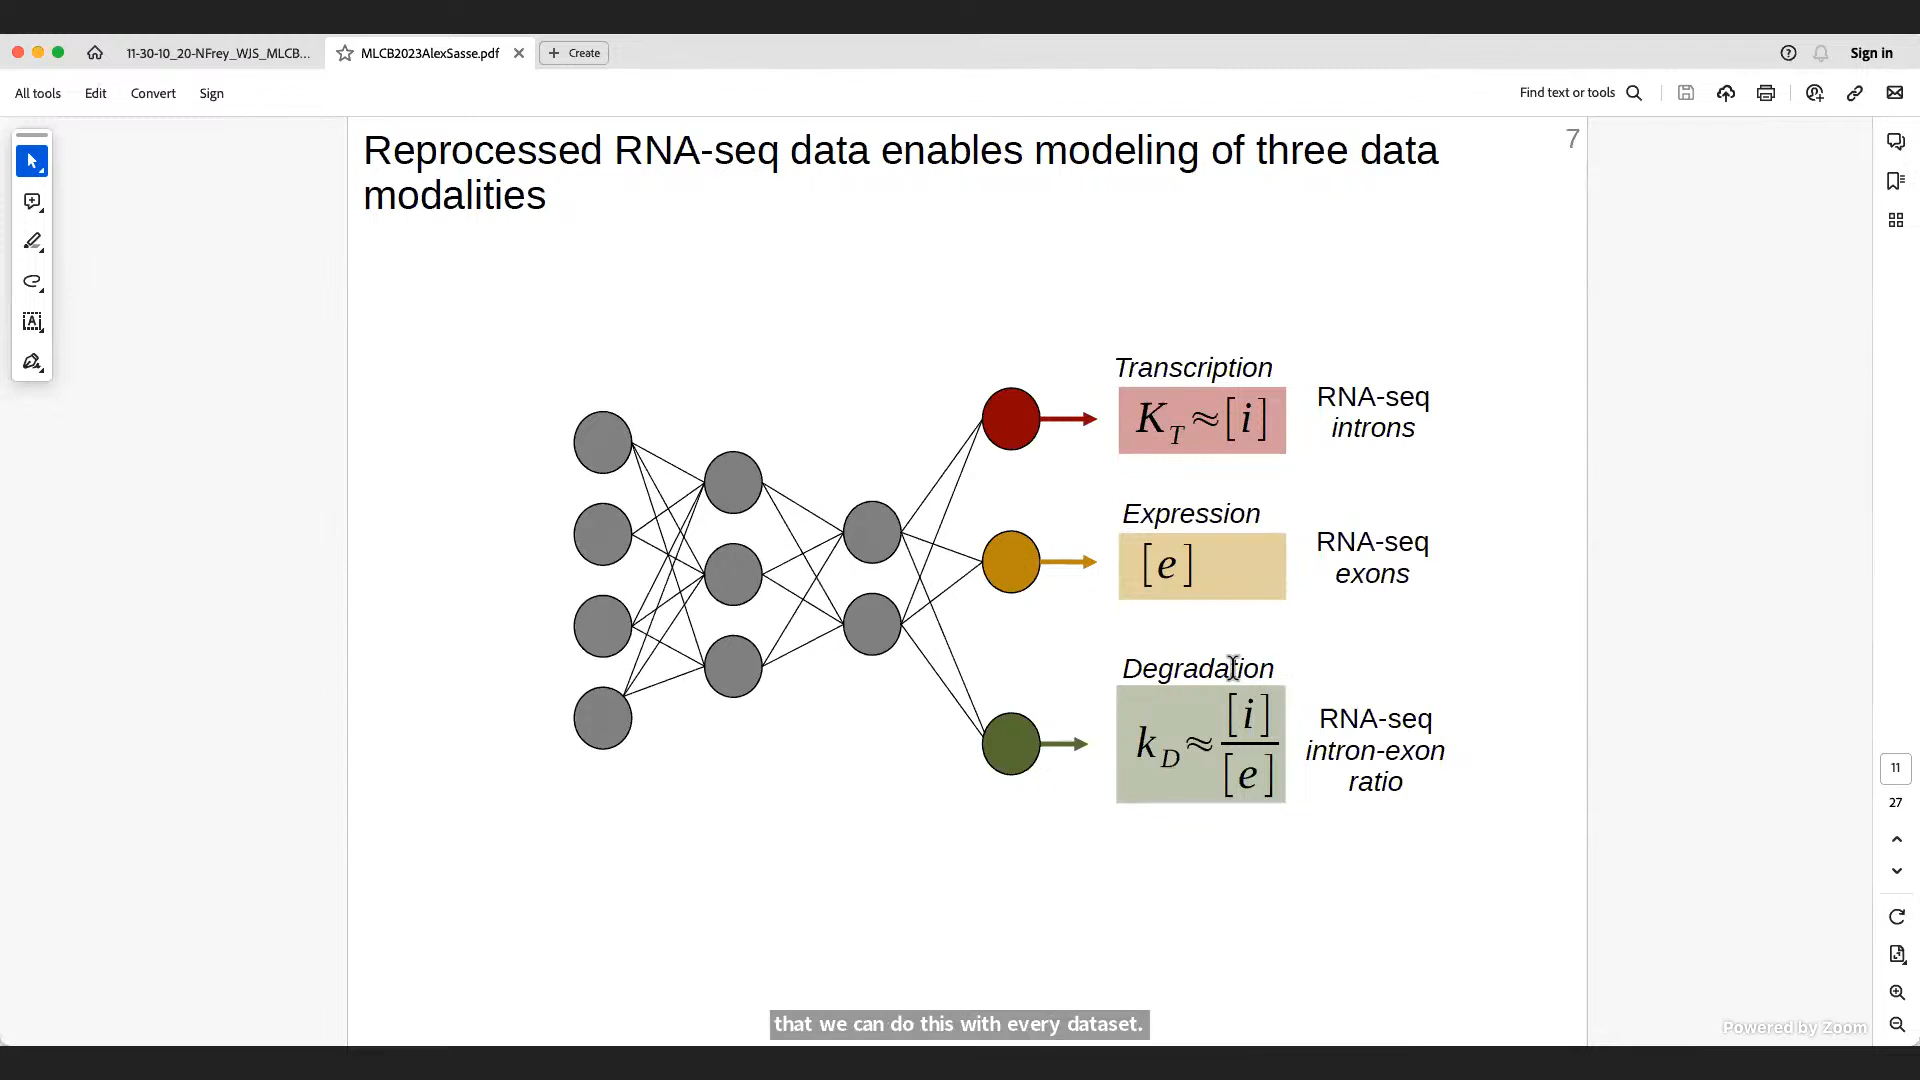 11-30-10_20-NFrey_WJS_MLCB...
MLCB2023AlexSasse.pdf
Create
Sign in
All tools
Edit
Convert
Sign
Find text or tools
Reprocessed RNA-seq data enables modeling of three data
modalities
7
Transcription
K_T ≈ [i]
RNA-seq
introns
Expression
[e]
RNA-seq
exons
Degradation
k_D ≈ [i]
[e]
RNA-seq
intron-exon
ratio
11
27
that we can do this with every dataset.
Powered by Zoom